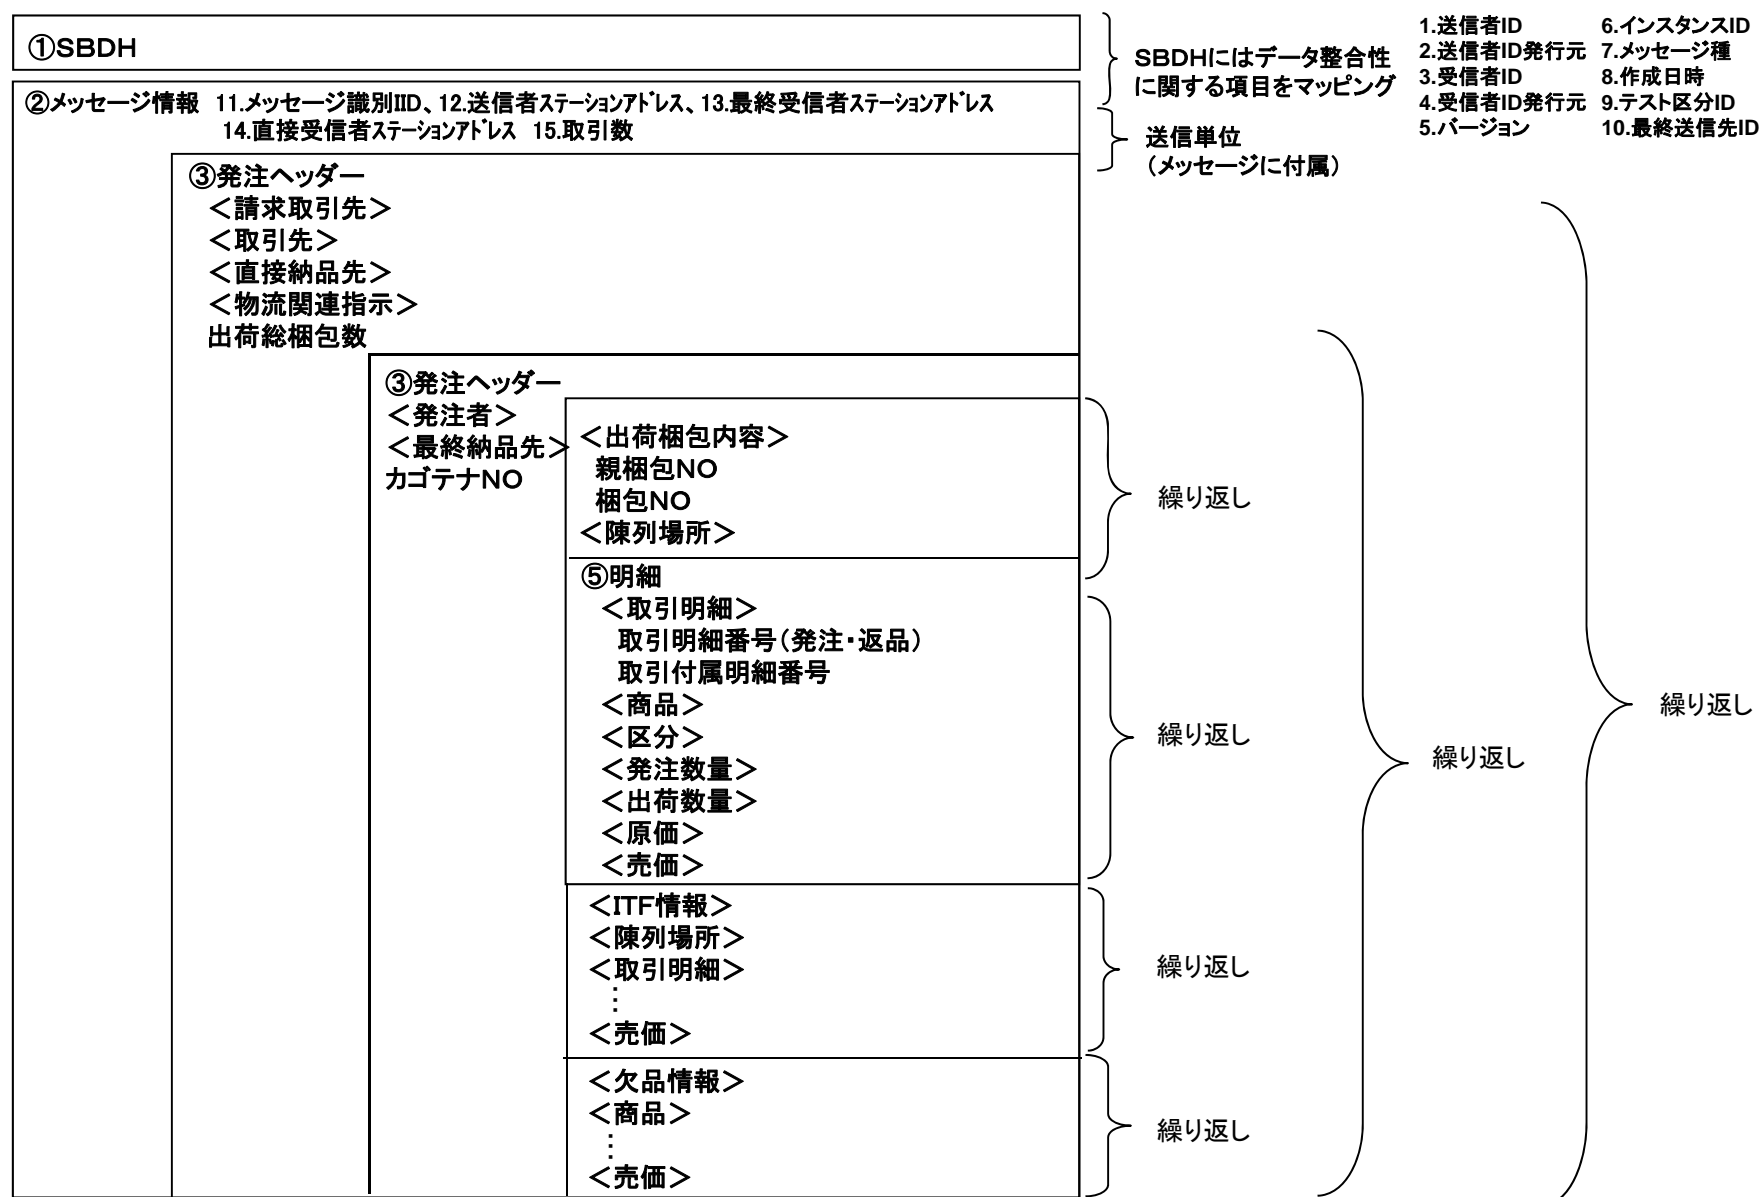 ①SBDH
SBDHにはデータ整合性
に関する項目をマッピング
1.送信者ID
2.送信者ID発行元
3.受信者ID
4.受信者ID発行元
5.バージョン
6.インスタンスID
7.メッセージ種
8.作成日時
9.テスト区分ID
10.最終送信先ID
②メッセージ情報 11.メッセージ識別IID、12.送信者ステーションアドレス、13.最終受信者ステーションアドレス
14.直接受信者ステーションアドレス 15.取引数
送信単位
(メッセージに付属)
③発注ヘッダー
<請求取引先>
<取引先>
<直接納品先>
<物流関連指示>
出荷総梱包数
③発注ヘッダー
<発注者>
<最終納品先>
カゴテナNO
<出荷梱包内容>
親梱包NO
梱包NO
<陳列場所>
繰り返し
⑤明細
<取引明細>
取引明細番号(発注・返品)
取引付属明細番号
<商品>
<区分>
<発注数量>
<出荷数量>
<原価>
<売価>
繰り返し
繰り返し
繰り返し
<ITF情報>
<陳列場所>
<取引明細>
⋮
<売価>
繰り返し
<欠品情報>
<商品>
⋮
<売価>
繰り返し